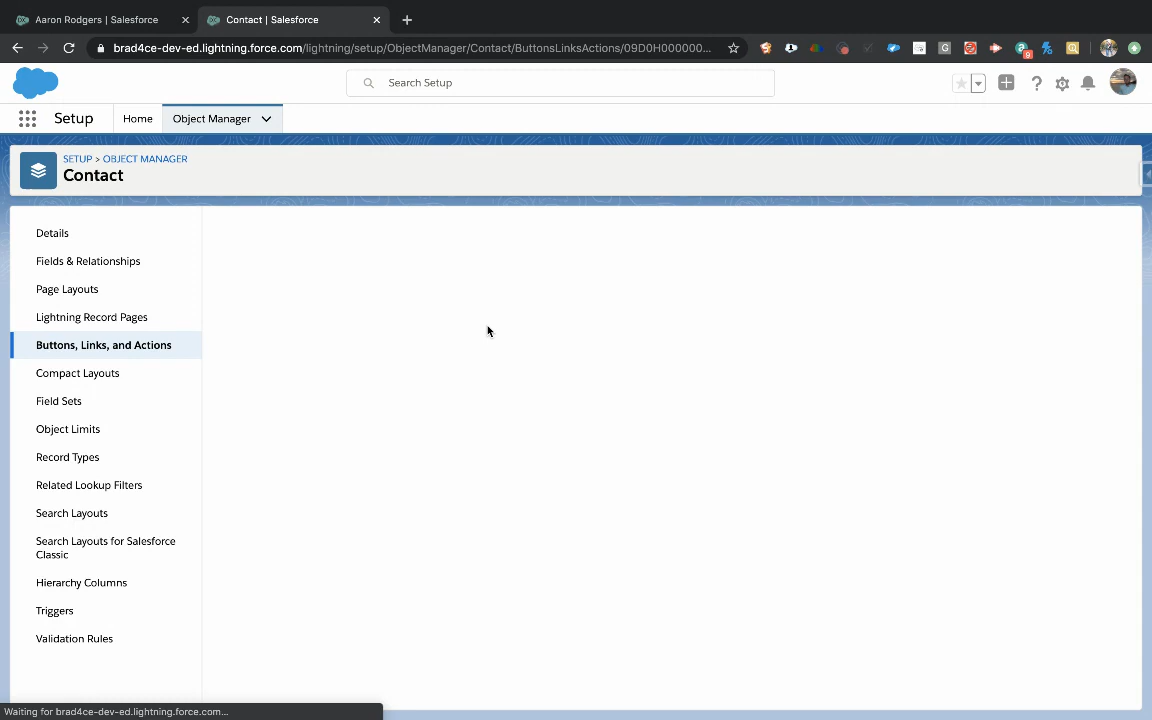 Aaron Rodgers | Salesforce
Contact | Salesforce
brad4ce-dev-ed.lightning.force.com/lightning/setup/ObjectManager/Contact/ButtonsLinksActions/09D0H000000...
Search Setup
Setup
Home
Object Manager
SETUP > OBJECT MANAGER
Contact
Details
Fields & Relationships
Page Layouts
Lightning Record Pages
Buttons, Links, and Actions
Compact Layouts
Field Sets
Object Limits
Record Types
Related Lookup Filters
Search Layouts
Search Layouts for Salesforce
Classic
Hierarchy Columns
Triggers
Validation Rules
Waiting for brad4ce-dev-ed.lightning.force.com...